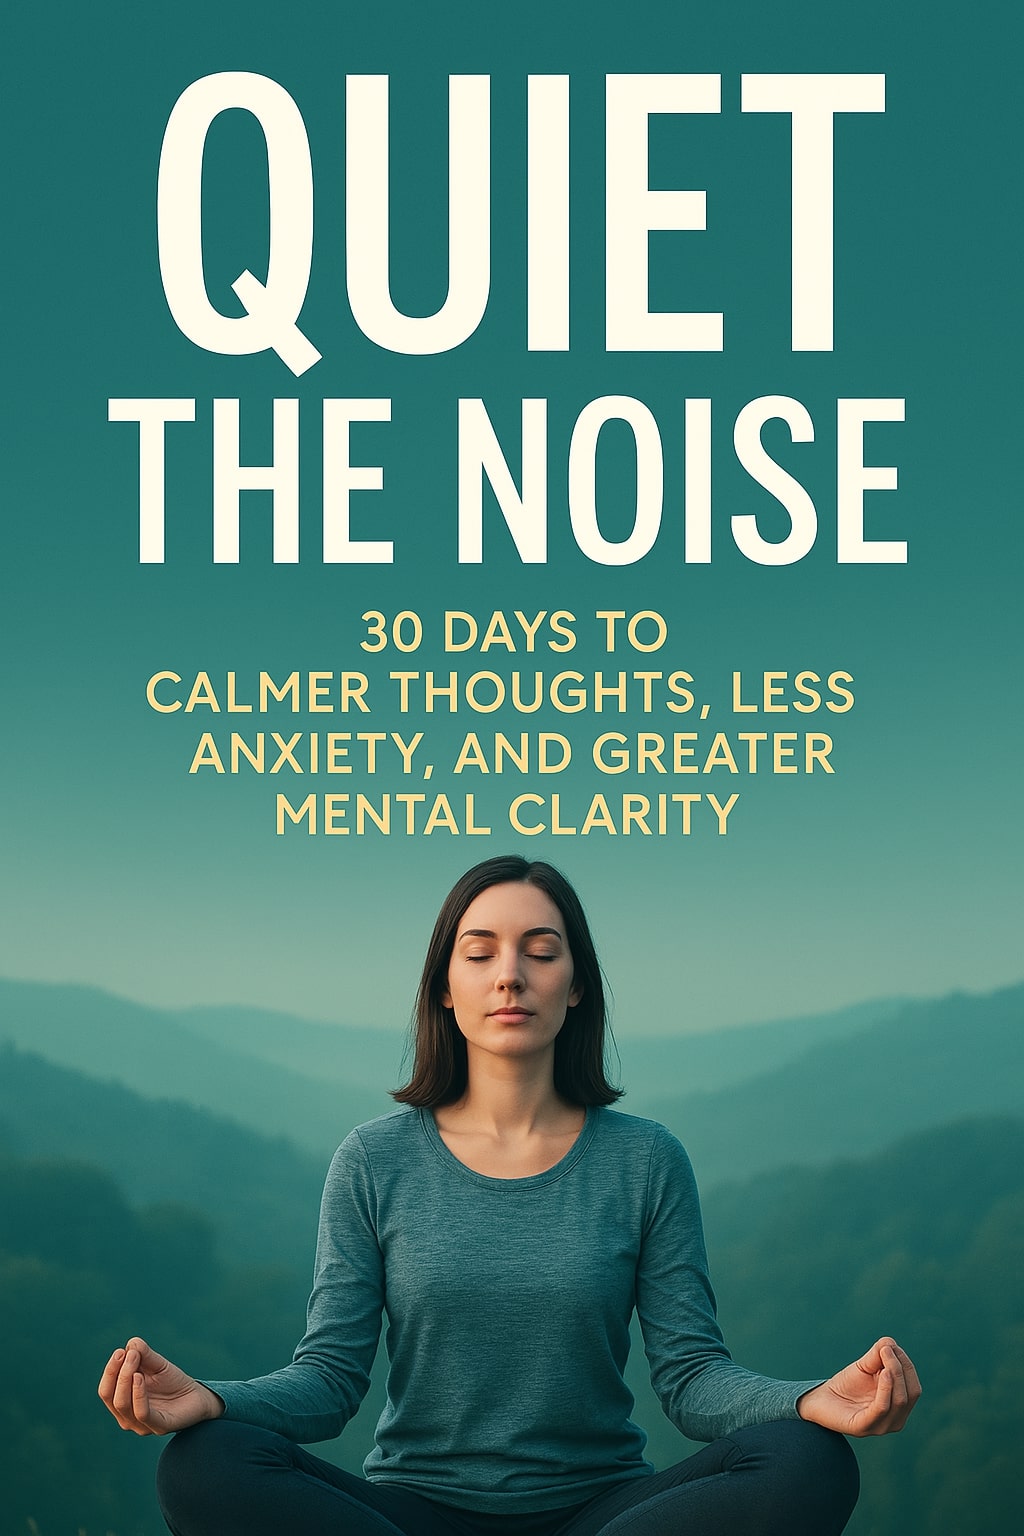 QUIET
THE NOISE
30 DAYS TO
CALMER THOUGHTS, LESS
ANXIETY, AND GREATER
MENTAL CLARITY